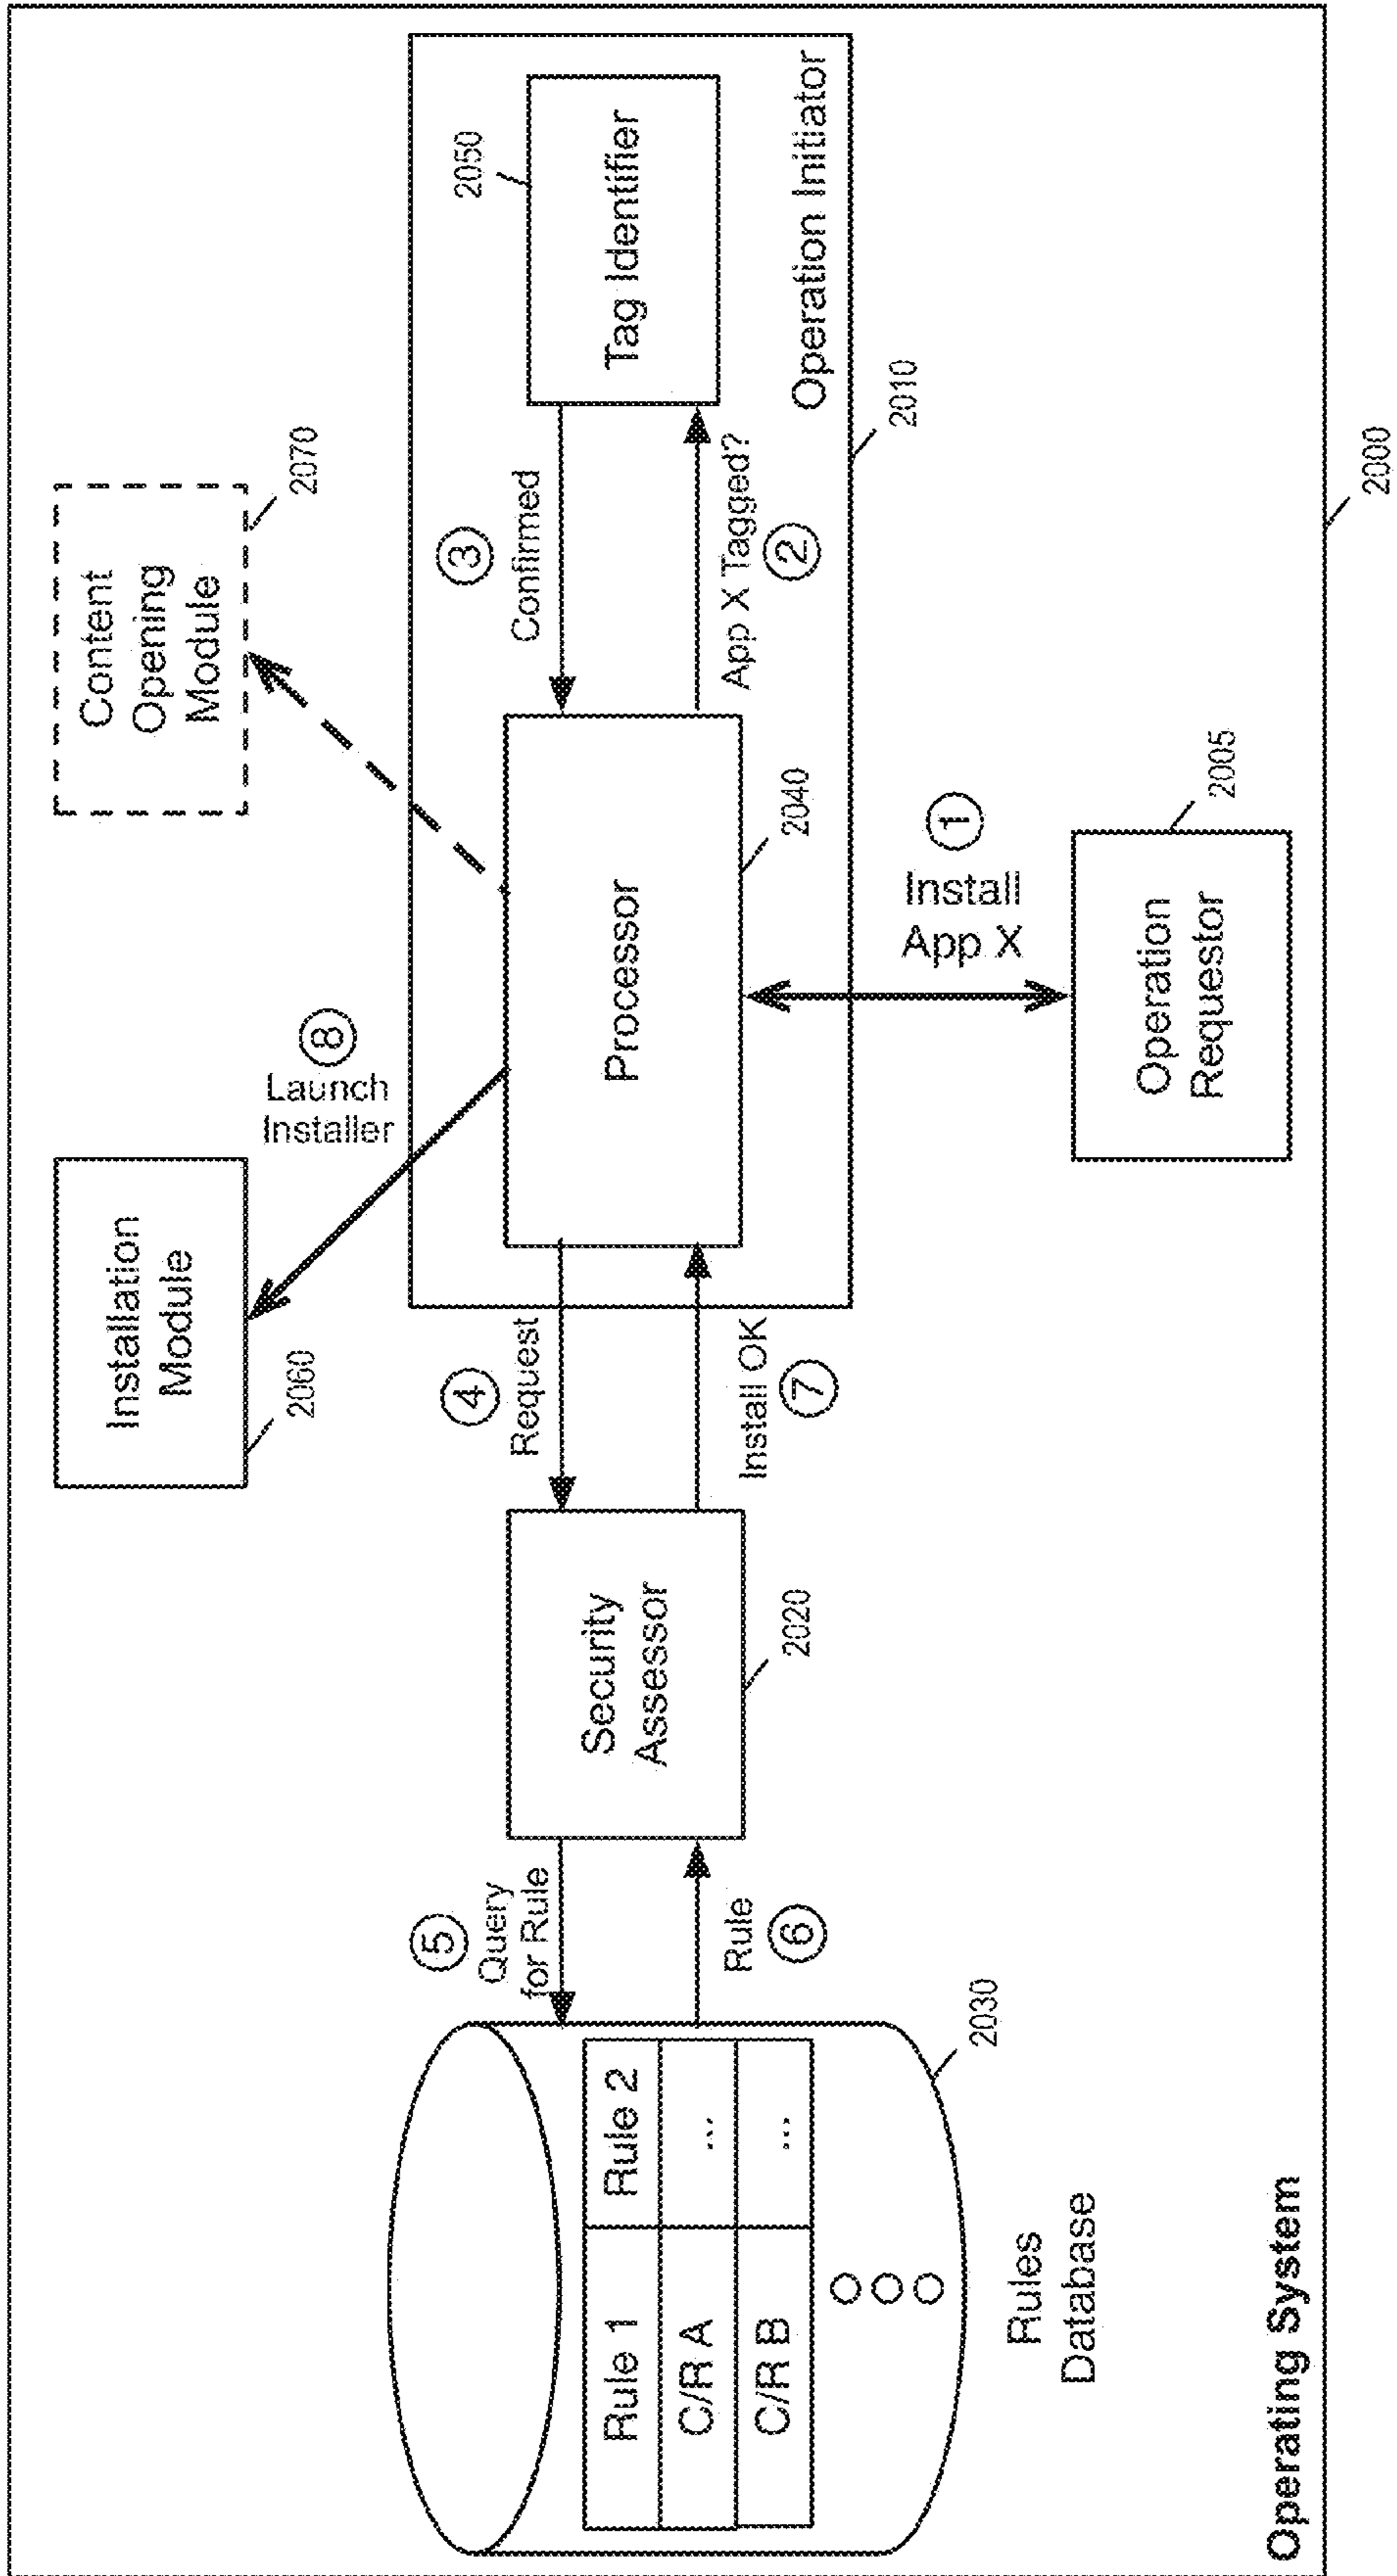 Installation
Module
2060
⑧
Launch
Installer
Content
Opening
Module
2070
⑤
Query
for Rule
④
Request
③
Confirmed
2050
Rule 1
Rule 2
C/R A
...
C/R B
...
Security
Assessor
Processor
Tag Identifier
Rule
⑥
2020
Install OK
⑦
2040
App X Tagged?
②
Operation Initiator
2010
2030
Rules
Database
①
Install
App X
Operation
Requestor
2005
Operating System
2000